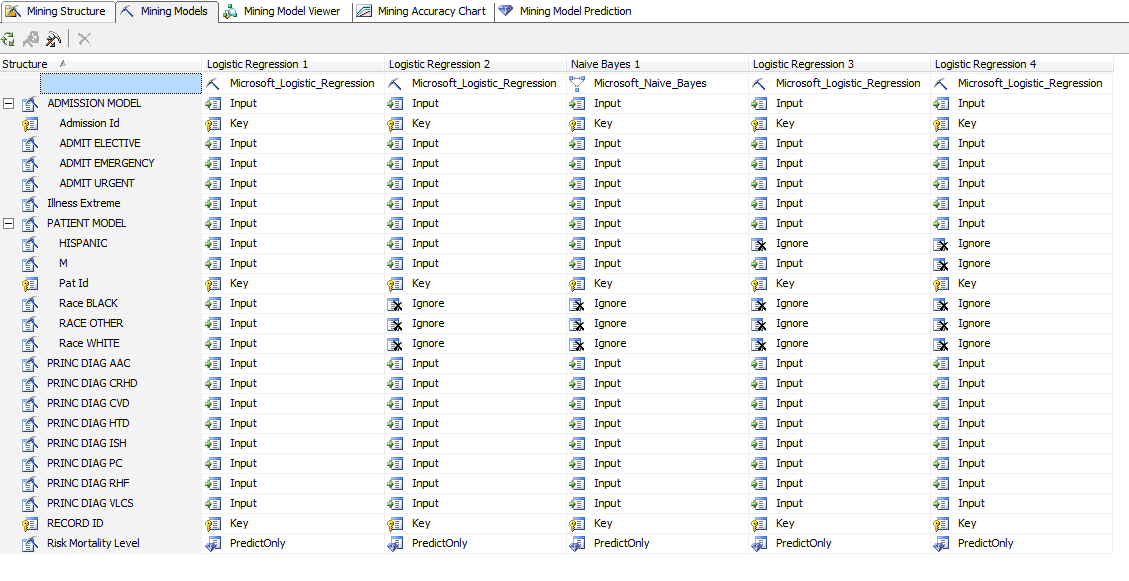 Mining Structure Mining Models Mining Model Viewer Mining Accuracy Chart Mining Model Prediction
Structure Logistic Regression 1 Logistic Regression 2 Naive Bayes 1 Logistic Regression 3 Logistic Regression 4
Microsoft_Logistic_Regression Microsoft_Logistic_Regression Microsoft_Naive_Bayes Microsoft_Logistic_Regression Microsoft_Logistic_Regression
ADMISSION MODEL Input Input Input Input Input
Admission Id Key Key Key Key Key
ADMIT ELECTIVE Input Input Input Input Input
ADMIT EMERGENCY Input Input Input Input Input
ADMIT URGENT Input Input Input Input Input
Illness Extreme Input Input Input Input Input
PATIENT MODEL Input Input Input Input Input
HISPANIC Input Input Input Ignore Ignore
M Input Input Input Input Ignore
Pat Id Key Key Key Key Key
Race BLACK Input Ignore Ignore Ignore Ignore
RACE OTHER Input Ignore Ignore Ignore Ignore
Race WHITE Input Ignore Ignore Ignore Ignore
PRINC DIAG AAC Input Input Input Input Input
PRINC DIAG CRHD Input Input Input Input Input
PRINC DIAG CVD Input Input Input Input Input
PRINC DIAG HTD Input Input Input Input Input
PRINC DIAG ISH Input Input Input Input Input
PRINC DIAG PC Input Input Input Input Input
PRINC DIAG RHF Input Input Input Input Input
PRINC DIAG VLCS Input Input Input Input Input
RECORD ID Key Key Key Key Key
Risk Mortality Level PredictOnly PredictOnly PredictOnly PredictOnly PredictOnly